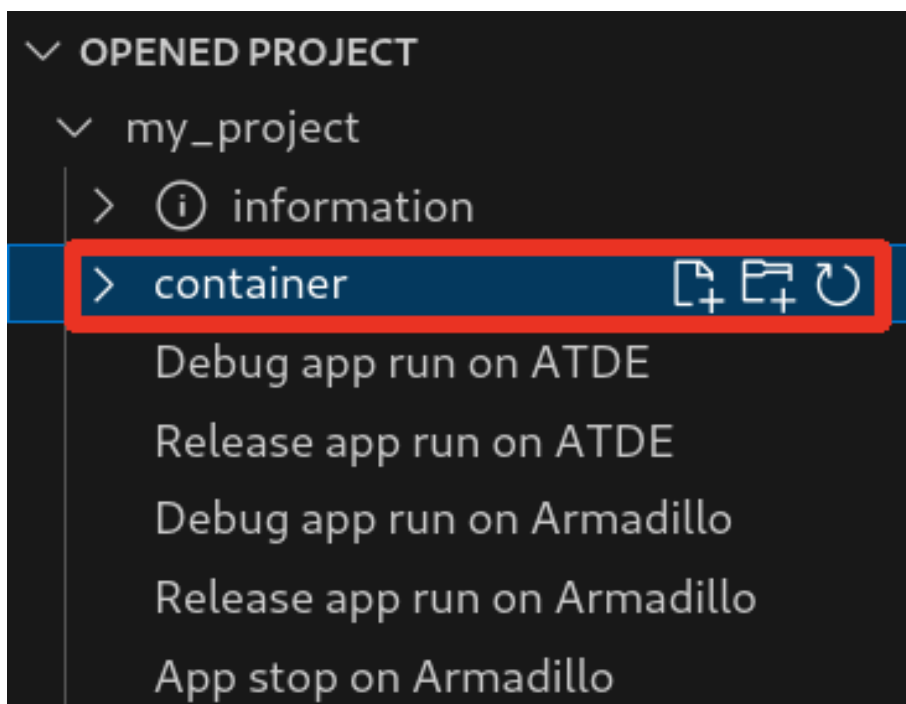 OPENED PROJECT
my_project
information
container
Debug app run on ATDE
Release app run on ATDE
Debug app run on Armadillo
Release app run on Armadillo
App stop on Armadillo